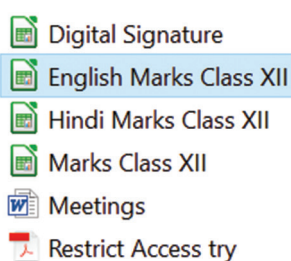 Digital Signature
English Marks Class XII
Hindi Marks Class XII
Marks Class XII
Meetings
Restrict Access try